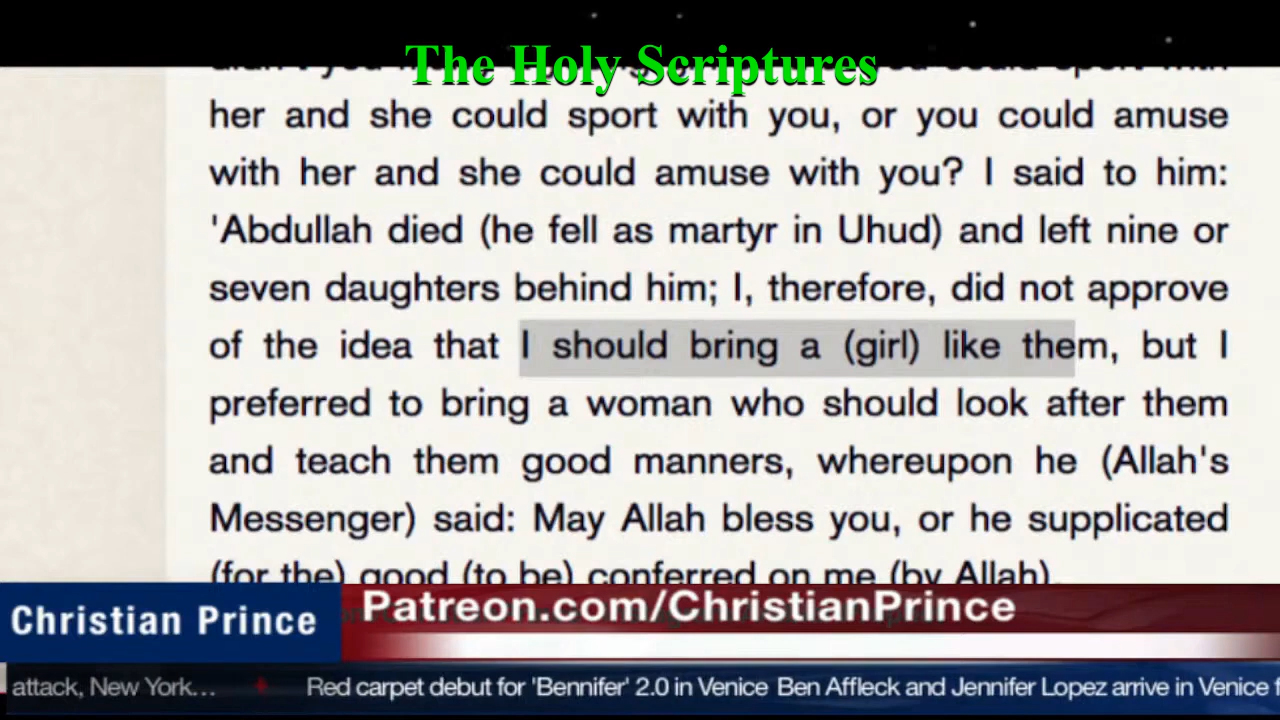 The Holy Scriptures
her and she could sport with you, or you could amuse
with her and she could amuse with you? I said to him:
'Abdullah died (he fell as martyr in Uhud) and left nine or
seven daughters behind him; I, therefore, did not approve
of the idea that I should bring a (girl) like them, but I
preferred to bring a woman who should look after them
and teach them good manners, whereupon he (Allah's
Messenger) said: May Allah bless you, or he supplicated
(for the) good (to be) conferred on me (by Allah).
Christian Prince
Patreon.com/ChristianPrince
attack, New York... Red carpet debut for 'Bennifer' 2.0 in Venice Ben Affleck and Jennifer Lopez arrive in Venice f